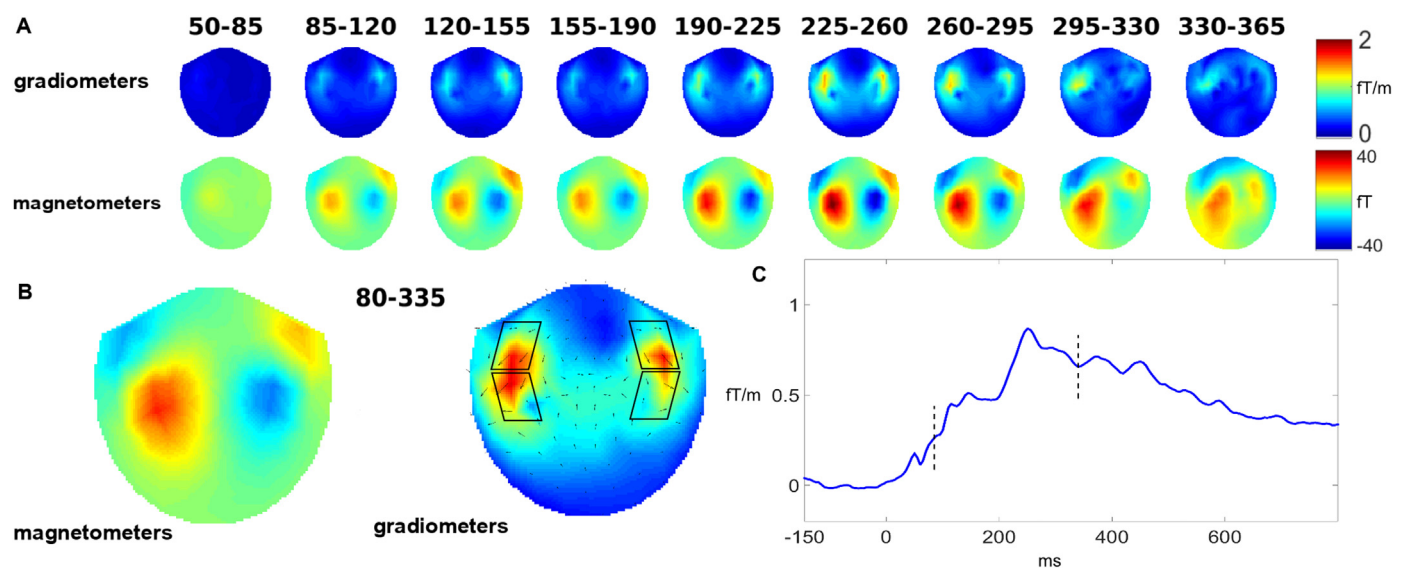 A 50-85 85-120 120-155 155-190 190-225 225-260 260-295 295-330 330-365
2
gradiometers
fT/m
0
40
magnetometers
fT
-40
B 80-335
magnetometers
gradiometers
C
1
fT/m 0.5
0
-150 0 200 400 600
ms